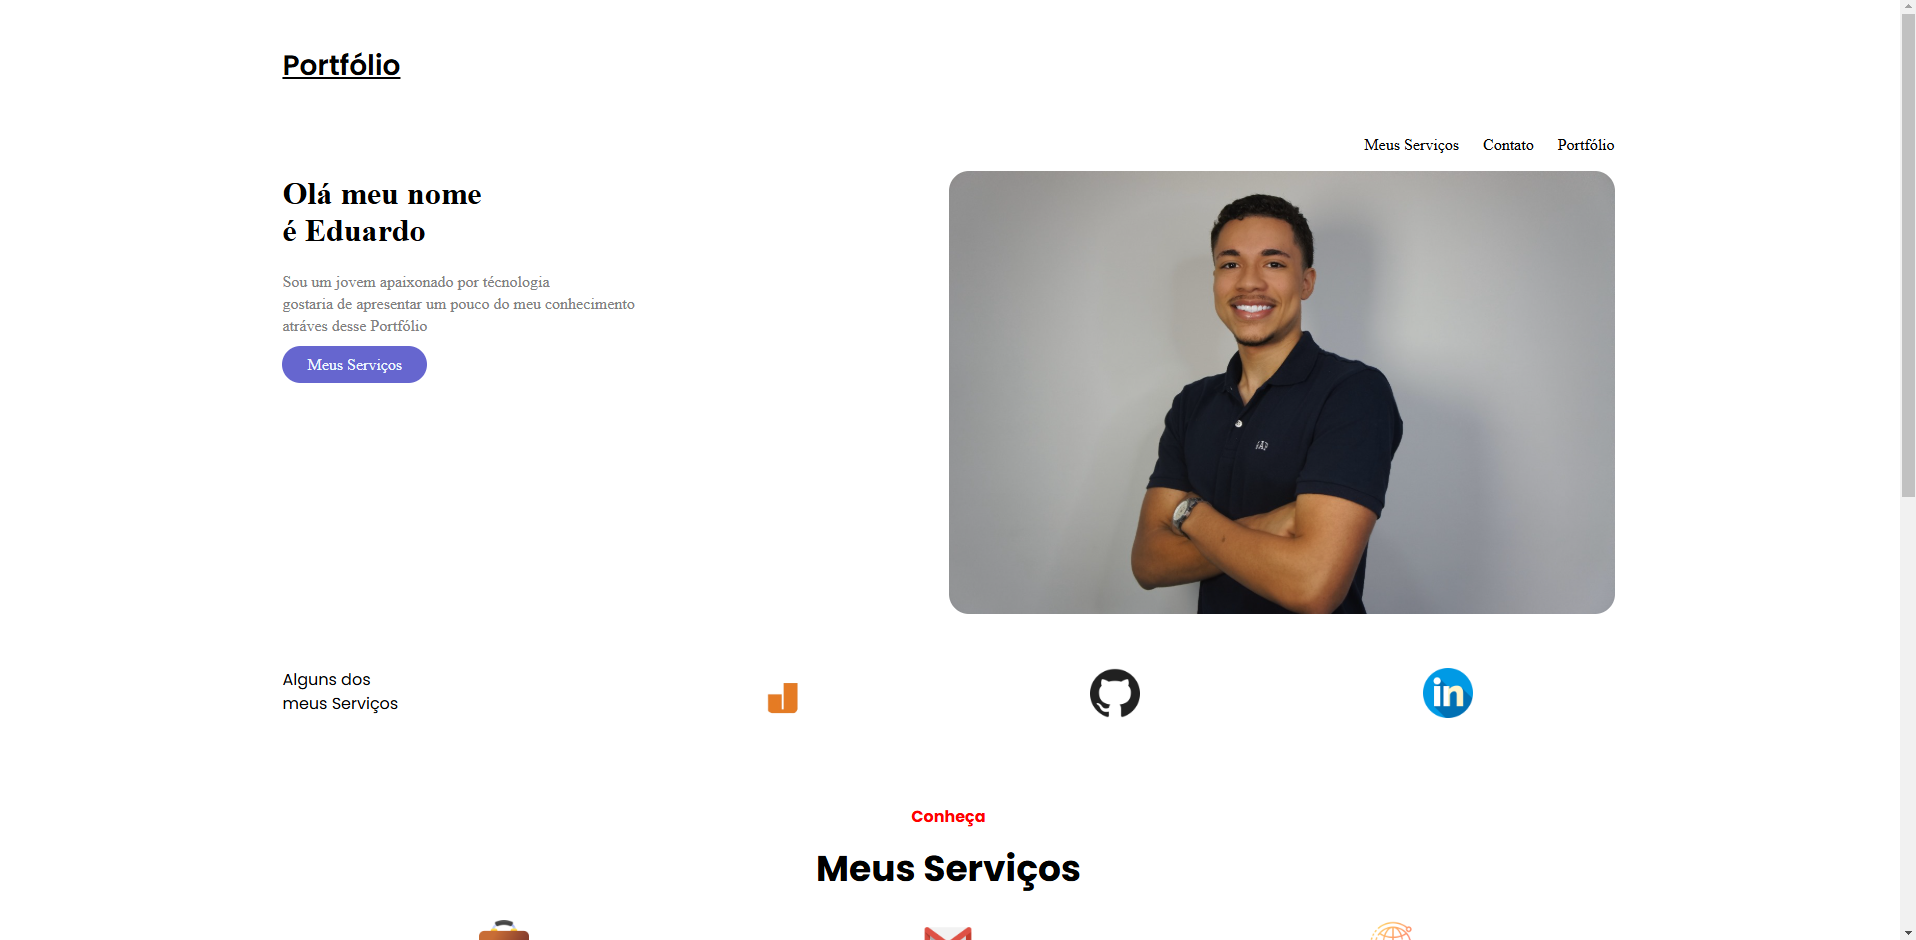 Portfólio
Meus Serviços Contato Portfólio
Olá meu nome
é Eduardo
Sou um jovem apaixonado por técnologia
gostaria de apresentar um pouco do meu conhecimento
atráves desse Portfólio
Meus Serviços
Alguns dos
meus Serviços
in
Conheça
Meus Serviços